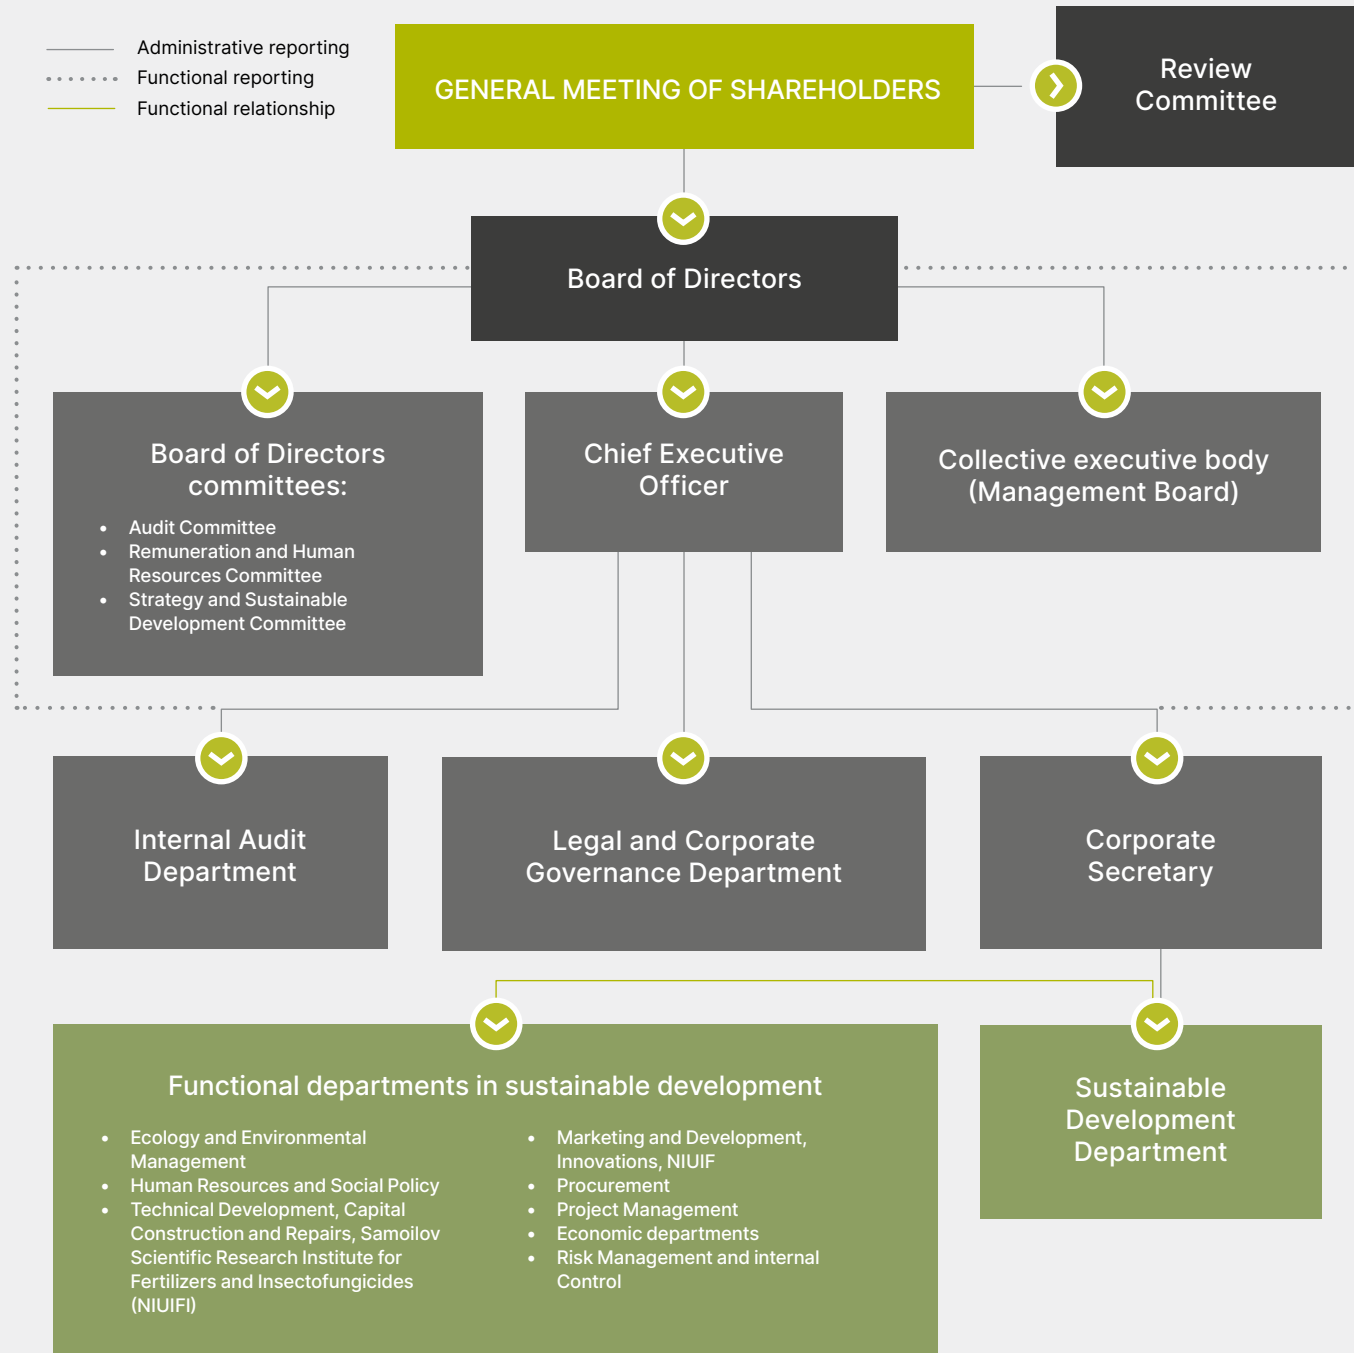 Administrative reporting
Functional reporting
Functional relationship
GENERAL MEETING OF SHAREHOLDERS
Review
Committee
Board of Directors
Board of Directors
committees:
• Audit Committee
• Remuneration and Human
Resources Committee
• Strategy and Sustainable
Development Committee
Chief Executive
Officer
Collective executive body
(Management Board)
Internal Audit
Department
Legal and Corporate
Governance Department
Corporate
Secretary
Functional departments in sustainable development
• Ecology and Environmental
Management
• Human Resources and Social Policy
• Technical Development, Capital
Construction and Repairs, Samoilov
Scientific Research Institute for
Fertilizers and Insectofungicides
(NIUIFI)
• Marketing and Development,
Innovations, NIUIF
• Procurement
• Project Management
• Economic departments
• Risk Management and internal
Control
Sustainable
Development
Department